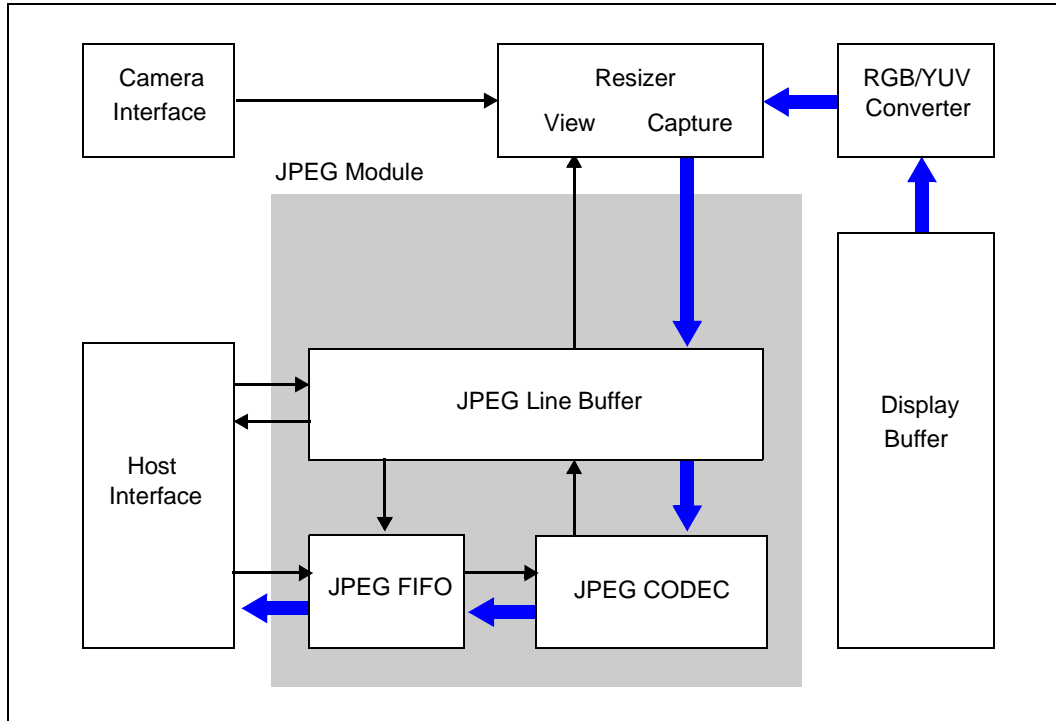 Camera
Interface
Resizer
View Capture
RGB/YUV
Converter
JPEG Module
JPEG Line Buffer
Display
Buffer
Host
Interface
JPEG FIFO
JPEG CODEC